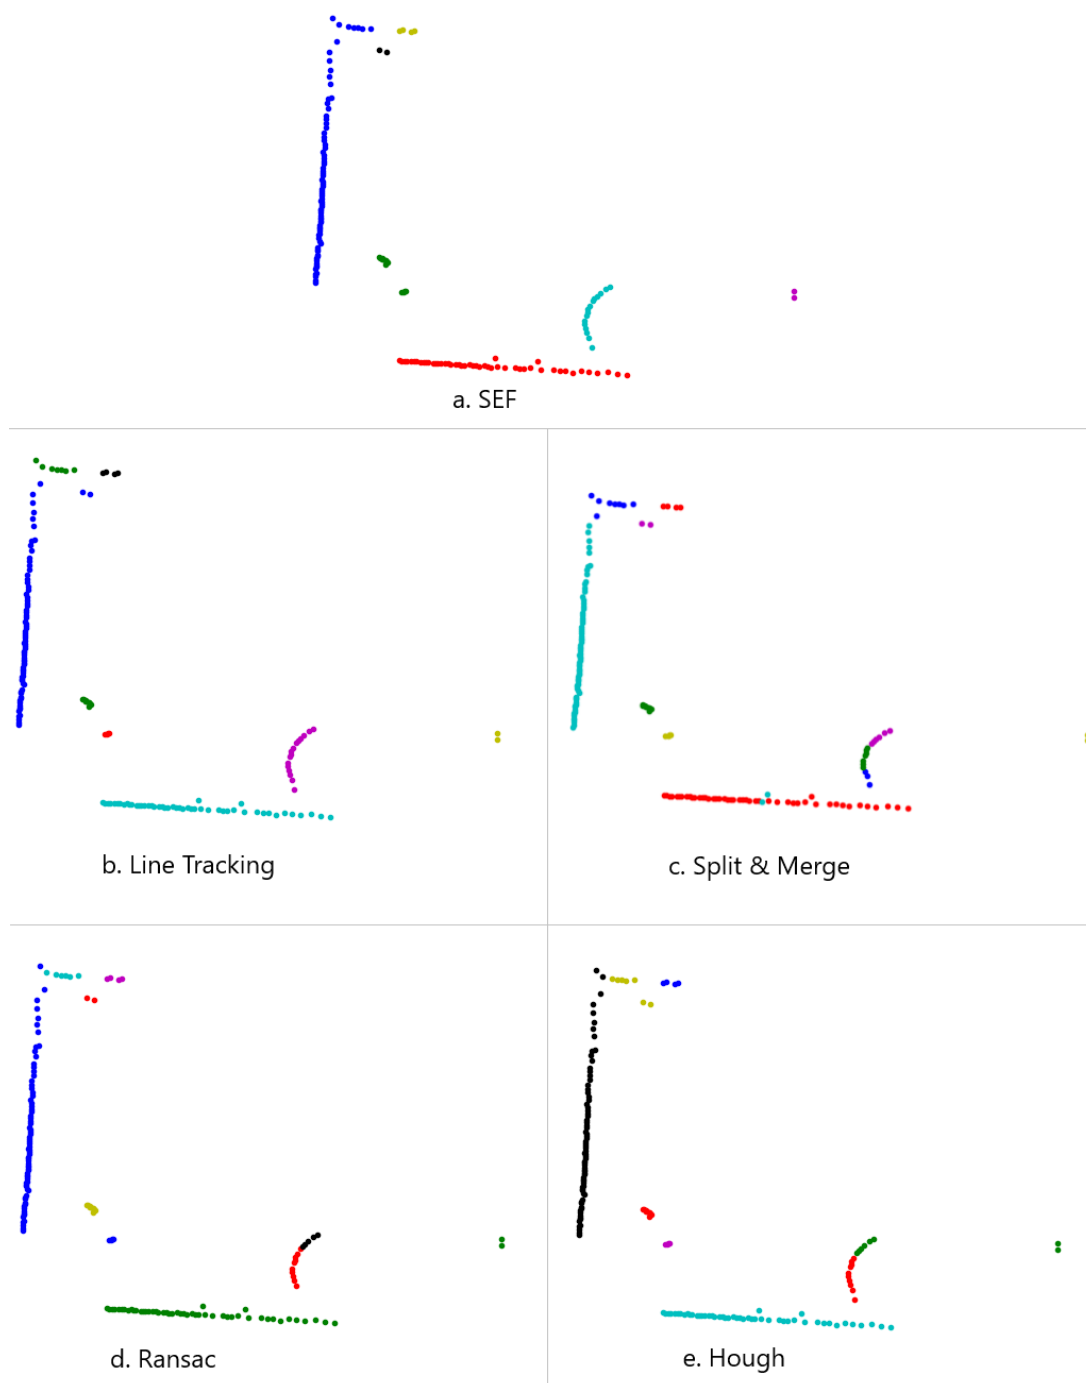 a. SEF
b. Line Tracking
c. Split & Merge
d. Ransac
e. Hough